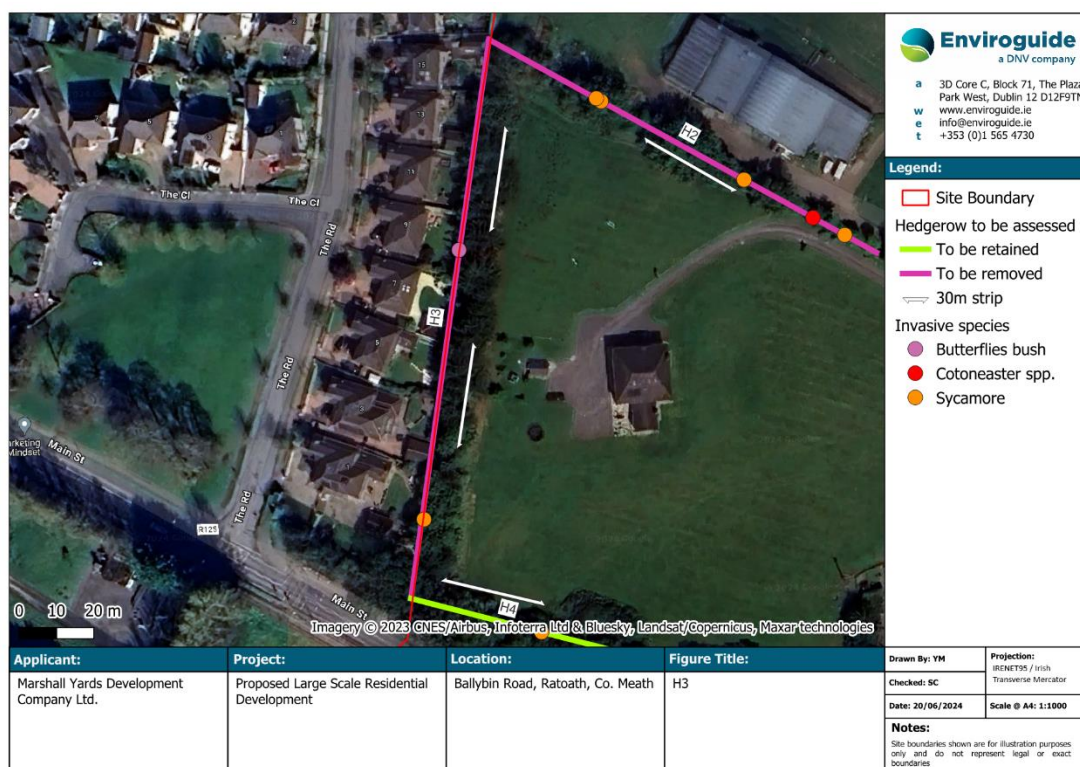 The Cl
The Cl
The Rd
The Rd
The Rd
Main St
Main St
R125
arketing
Mindset
15
13
9
7
5
H2
H3
H4
0 10 20 m
Imagery © 2023 CNES/Airbus, Infoterra Ltd & Bluesky, Landsat/Copernicus, Maxar technologies
Enviroguide
a DNV company
a 3D Core C, Block 71, The Plaza
Park West, Dublin 12 D12F9TN
w www.enviroguide.ie
e info@enviroguide.ie
t +353 (0)1 565 4730
Legend:
Site Boundary
Hedgerow to be assessed
To be retained
To be removed
30m strip
Invasive species
Butterflies bush
Cotoneaster spp.
Sycamore
Applicant:
Marshall Yards Development
Company Ltd.
Project:
Proposed Large Scale Residential
Development
Location:
Ballybin Road, Ratoath, Co. Meath
Figure Title:
H3
Drawn By: YM
Checked: SC
Date: 20/06/2024
Projection:
IRENET95 / Irish
Transverse Mercator
Scale @ A4: 1:1000
Notes:
Site boundaries shown are for illustration purposes
only and do not represent legal or exact
boundaries